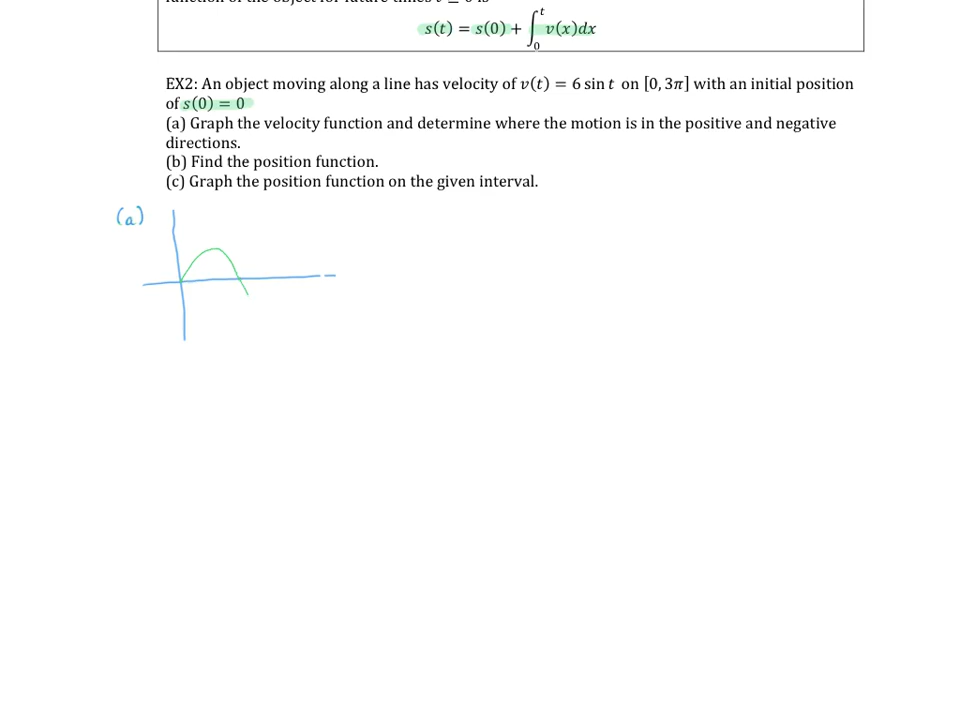 s(t) = s(0) + ∫₀ᵗ v(x)dx
EX2: An object moving along a line has velocity of v(t) = 6 sin t on [0, 3π] with an initial position
of s(0) = 0
(a) Graph the velocity function and determine where the motion is in the positive and negative
directions.
(b) Find the position function.
(c) Graph the position function on the given interval.
(a)